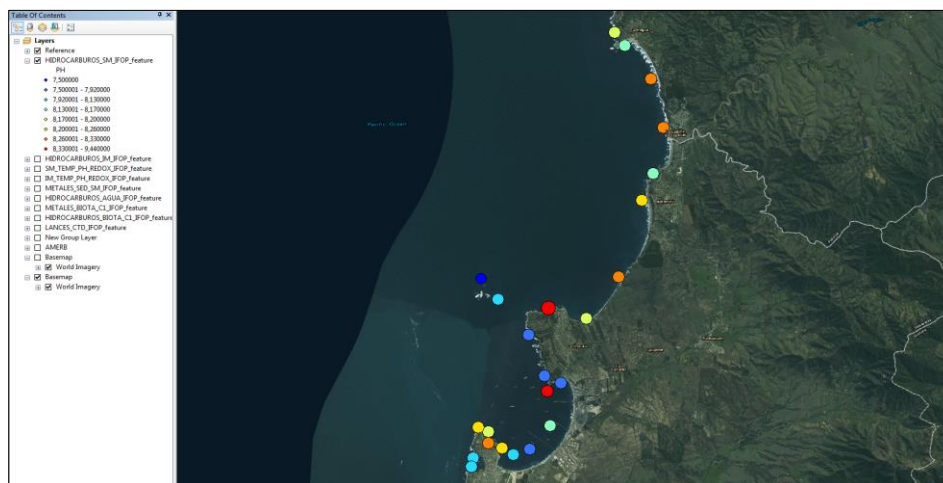 Table Of Contents
Layers
Reference
HIDROCARBUROS_SM_IFOP_feature
PH
7,500000
7,500001 - 7,920000
7,920001 - 8,130000
8,130001 - 8,170000
8,170001 - 8,200000
8,200001 - 8,260000
8,260001 - 8,330000
8,330001 - 9,440000
HIDROCARBUROS_IM_IFOP_feature
SM_TEMP_PH_REDOX_IFOP_feature
IM_TEMP_PH_REDOX_IFOP_feature
METALES_SED_SM_IFOP_feature
HIDROCARBUROS_AGUA_IFOP_feature
METALES_BIOTA_C1_IFOP_feature
HIDROCARBUROS_BIOTA_C1_IFOP_feature
LANCES_CTD_IFOP_feature
New Group Layer
AMERB
Basemap
World Imagery
Basemap
World Imagery
Pacific Ocean